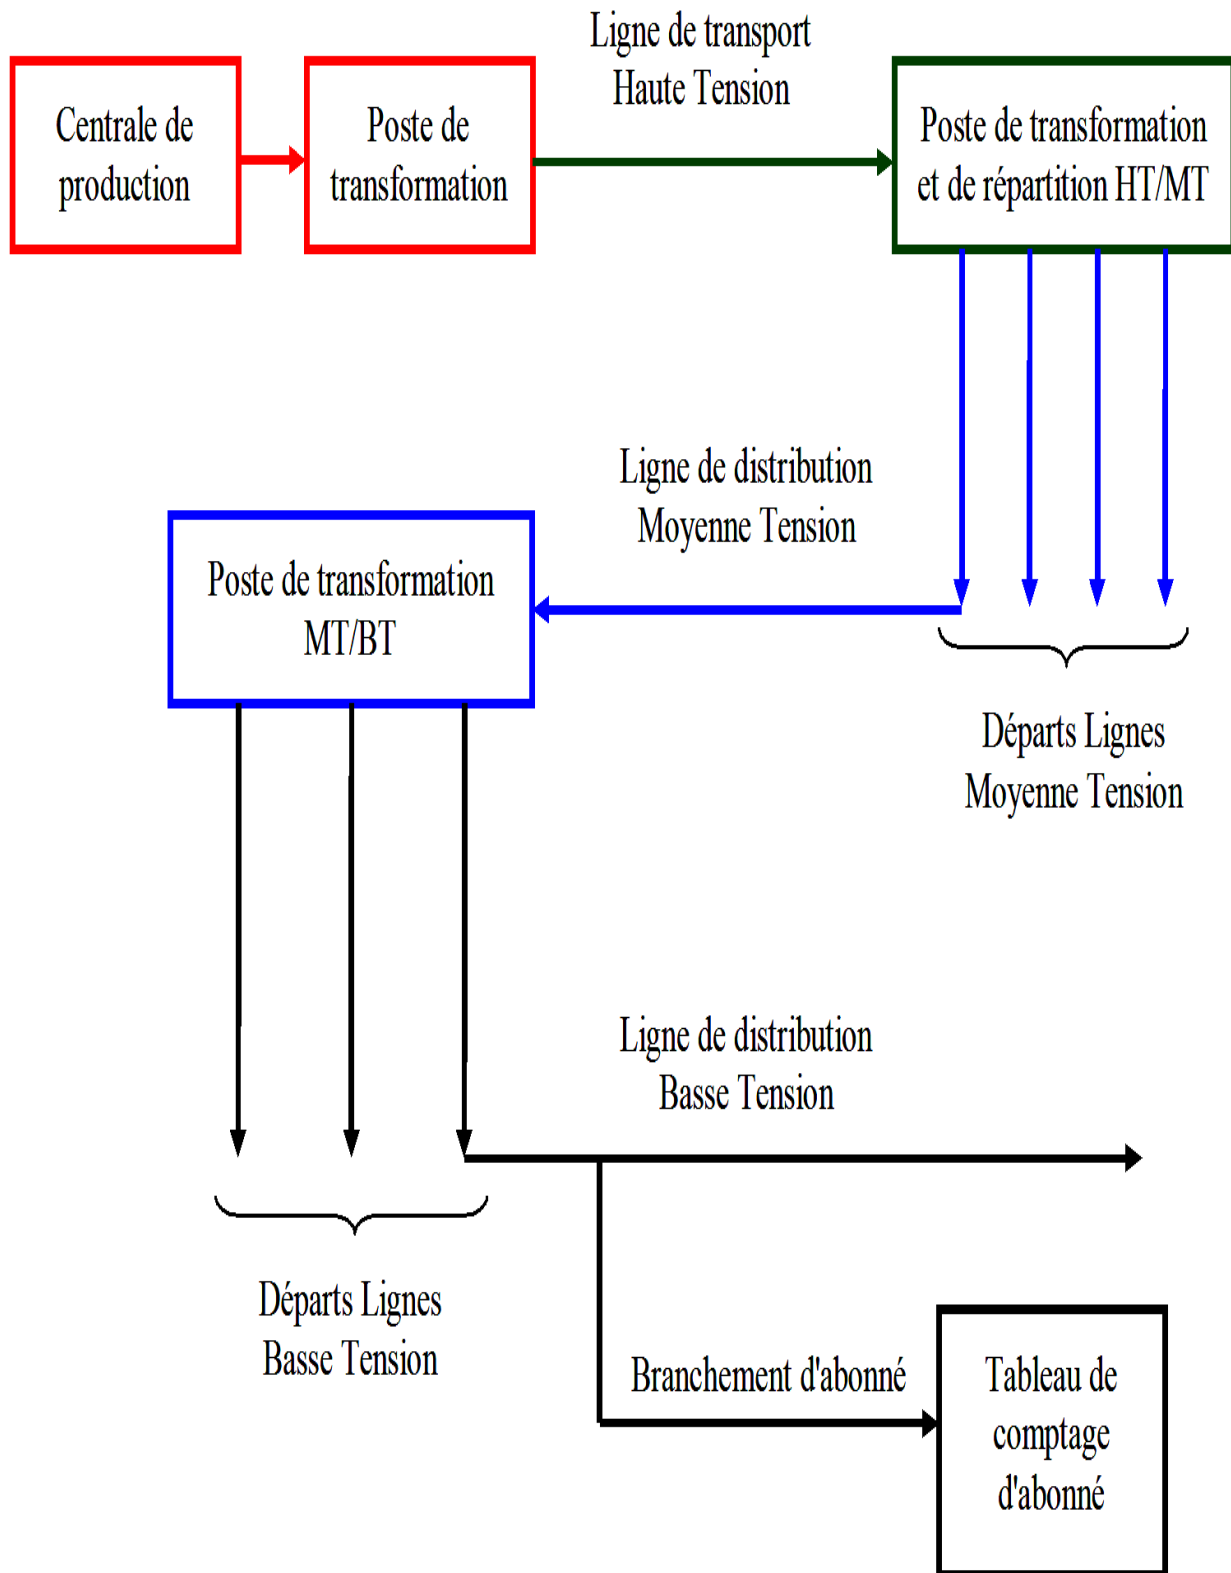 Ligne de transport
Haute Tension
Centrale de
production
Poste de
transformation
Poste de transformation
et de répartition HT/MT
Ligne de distribution
Moyenne Tension
Poste de transformation
MT/BT
Départs Lignes
Moyenne Tension
Ligne de distribution
Basse Tension
Départs Lignes
Basse Tension
Branchement d'abonné
Tableau de
comptage
d'abonné